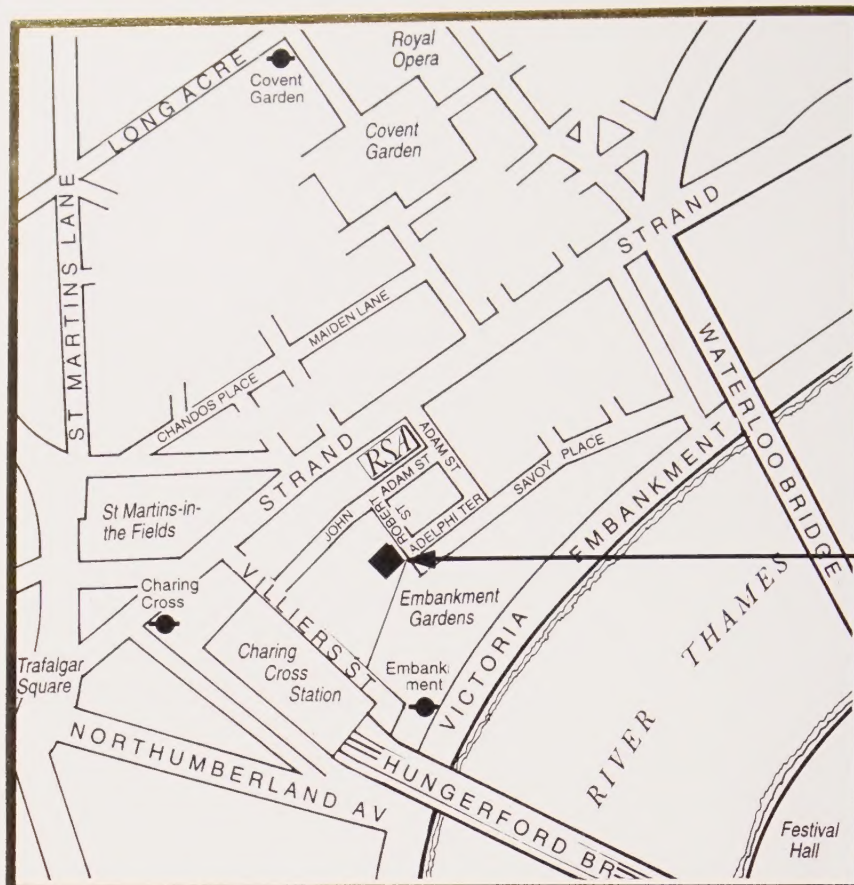 Royal
Opera
LONG ACRE
Covent
Garden
Covent
Garden
STRAND
ST MARTINS LANE
MAIDEN LANE
CHANDOS PLACE
WATERLOO BRIDGE
STRAND
RSA
ADAM ST
JOHN ADAM ST
ROBERT ST
ADELPHI TER
SAVOY PLACE
St Martins-in-
the Fields
VICTORIA EMBANKMENT
Charing
Cross
VILLIERS ST
Embankment
Gardens
Charing
Cross
Station
Embank
ment
Trafalgar
Square
RIVER THAMES
NORTHUMBERLAND AV
HUNGERFORD BR
Festival
Hall